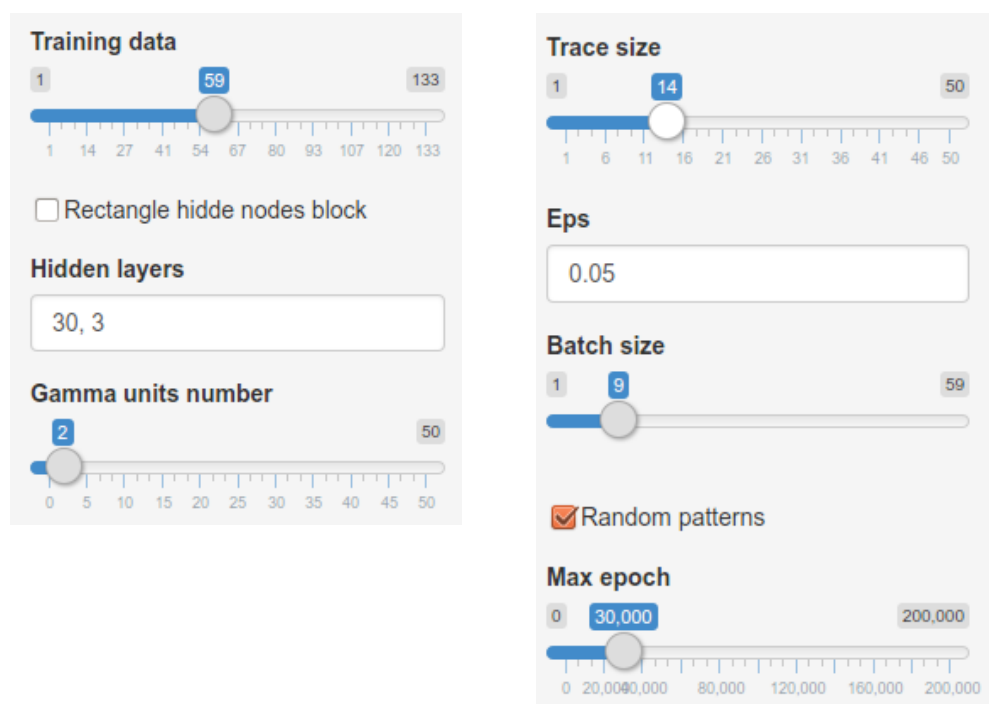 Training data
1 59 133
1 14 27 41 54 67 80 93 107 120 133
Rectangle hidde nodes block
Hidden layers
30, 3
Gamma units number
2 50
0 5 10 15 20 25 30 35 40 45 50
Trace size
1 14 50
1 6 11 16 21 26 31 36 41 46 50
Eps
0.05
Batch size
1 9 59
Random patterns
Max epoch
0 30,000 200,000
0 20,000 40,000 80,000 120,000 160,000 200,000